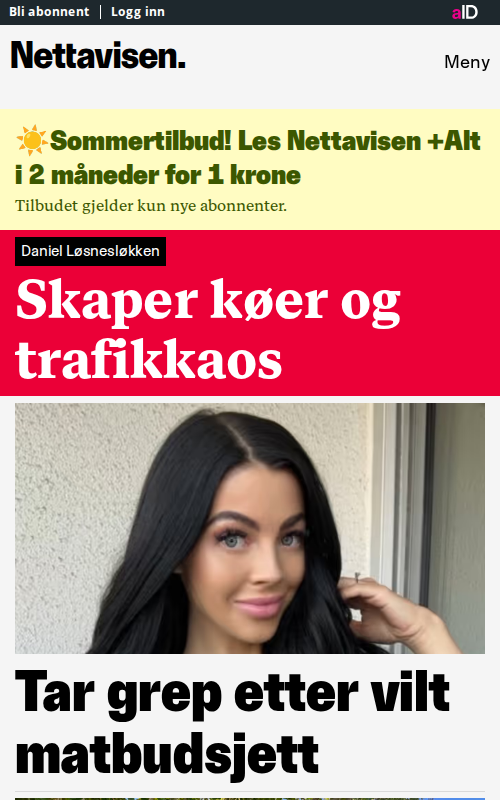 Bli abonnent | Logg inn
aID
Nettavisen.
Meny
☀️Sommertilbud! Les Nettavisen +Alt
i 2 måneder for 1 krone
Tilbudet gjelder kun nye abonnenter.
Daniel Løsnesløkken
Skaper køer og
trafikkaos
Tar grep etter vilt
matbudsjett